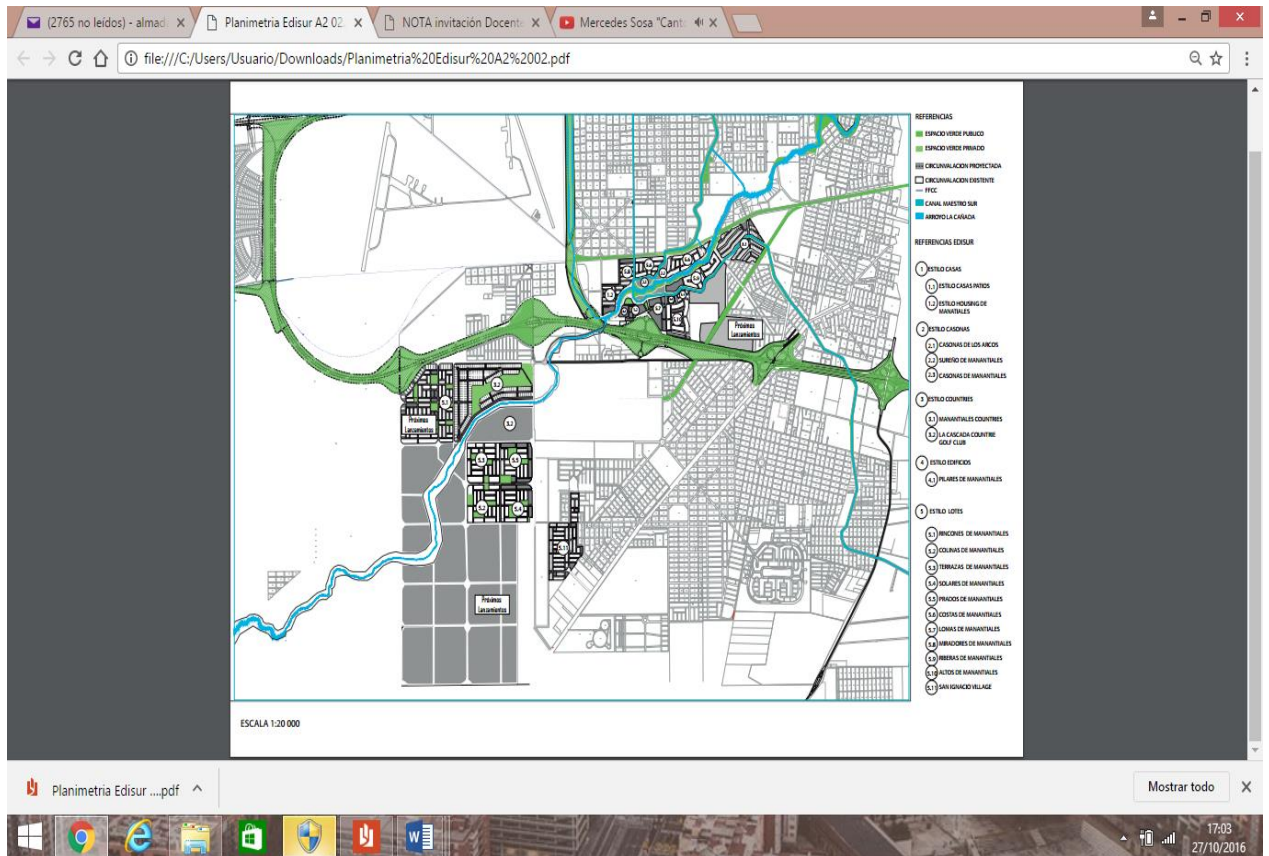 (2765 no leídos) - almad
Planimetria Edisur A2 02.
NOTA invitación Docente
Mercedes Sosa "Canto
file:///C:/Users/Usuario/Downloads/Planimetria%20Edisur%20A2%2002.pdf
REFERENCIAS
ESPACIO VERDE PUBLICO
ESPACIO VERDE PRIVADO
CIRCUNVALACION PROYECTADA
CIRCUNVALACION EXISTENTE
FFCC
CANAL MAESTRO SUR
ARROYO LA CAÑADA
REFERENCIAS EDISUR
1 ESTILO CASAS
1.1 ESTILO CASAS PATIOS
1.2 ESTILO HOUSING DE
MANATIALES
2 ESTILO CASONAS
2.1 CASONAS DE LOS ARCOS
2.2 SUREÑO DE MANANTIALES
2.3 CASONAS DE MANANTIALES
3 ESTILO COUNTRIES
3.1 MANANTIALES COUNTRIES
3.2 LA CASCADA COUNTRIE
GOLF CLUB
4 ESTILO EDIFICIOS
4.1 PILARES DE MANANTIALES
5 ESTILO LOTES
5.1 RINCONES DE MANANTIALES
5.2 COLINAS DE MANANTIALES
5.3 TERRAZAS DE MANANTIALES
5.4 SOLARES DE MANANTIALES
5.5 PRADOS DE MANANTIALES
5.6 COSTAS DE MANANTIALES
5.7 LOMAS DE MANANTIALES
5.8 MIRADORES DE MANANTIALES
5.9 RIBERAS DE MANANTIALES
5.10 ALTOS DE MANANTIALES
5.11 SAN IGNACIO VILLAGE
Próximos
Lanzamientos
Próximos
Lanzamientos
3.2
5.4
5.11
Próximos
Lanzamientos
ESCALA 1:20 000
Planimetria Edisur ....pdf
Mostrar todo
17:03
27/10/2016